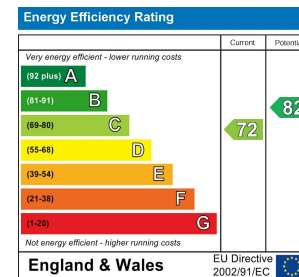 Energy Efficiency Rating
Current
Very energy efficient - lower running costs
(92 plus) A
(81-91) B
(69-80) C
(55-68) D
(39-54) E
(21-38) F
(1-20) G
72
82
Not energy efficient - higher running costs
England & Wales
EU Directive
2002/91/EC